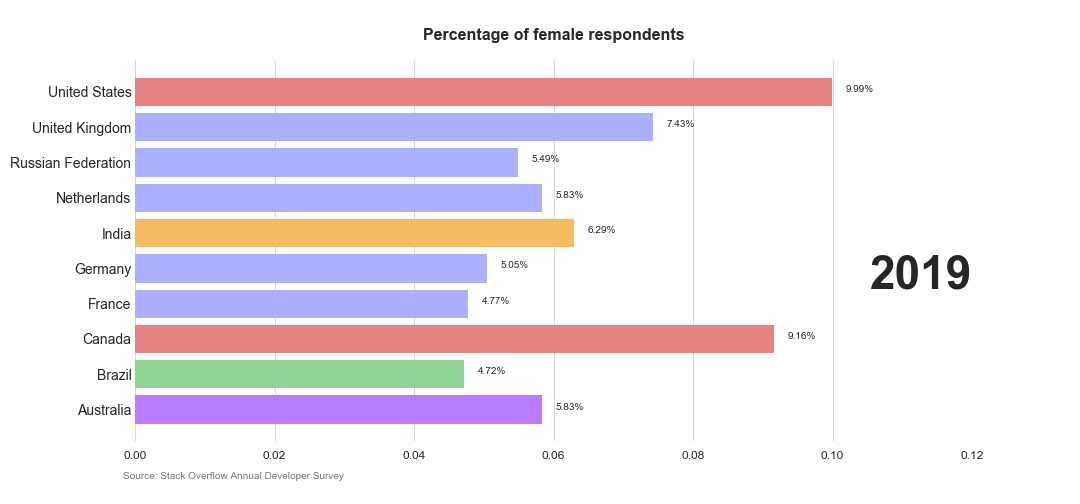 Percentage of female respondents
United States 9.99%
United Kingdom 7.43%
Russian Federation 5.49%
Netherlands 5.83%
India 6.29%
Germany 5.05%
2019
France 4.77%
Canada 9.16%
Brazil 4.72%
Australia 5.83%
0.00 0.02 0.04 0.06 0.08 0.10 0.12
Source: Stack Overflow Annual Developer Survey